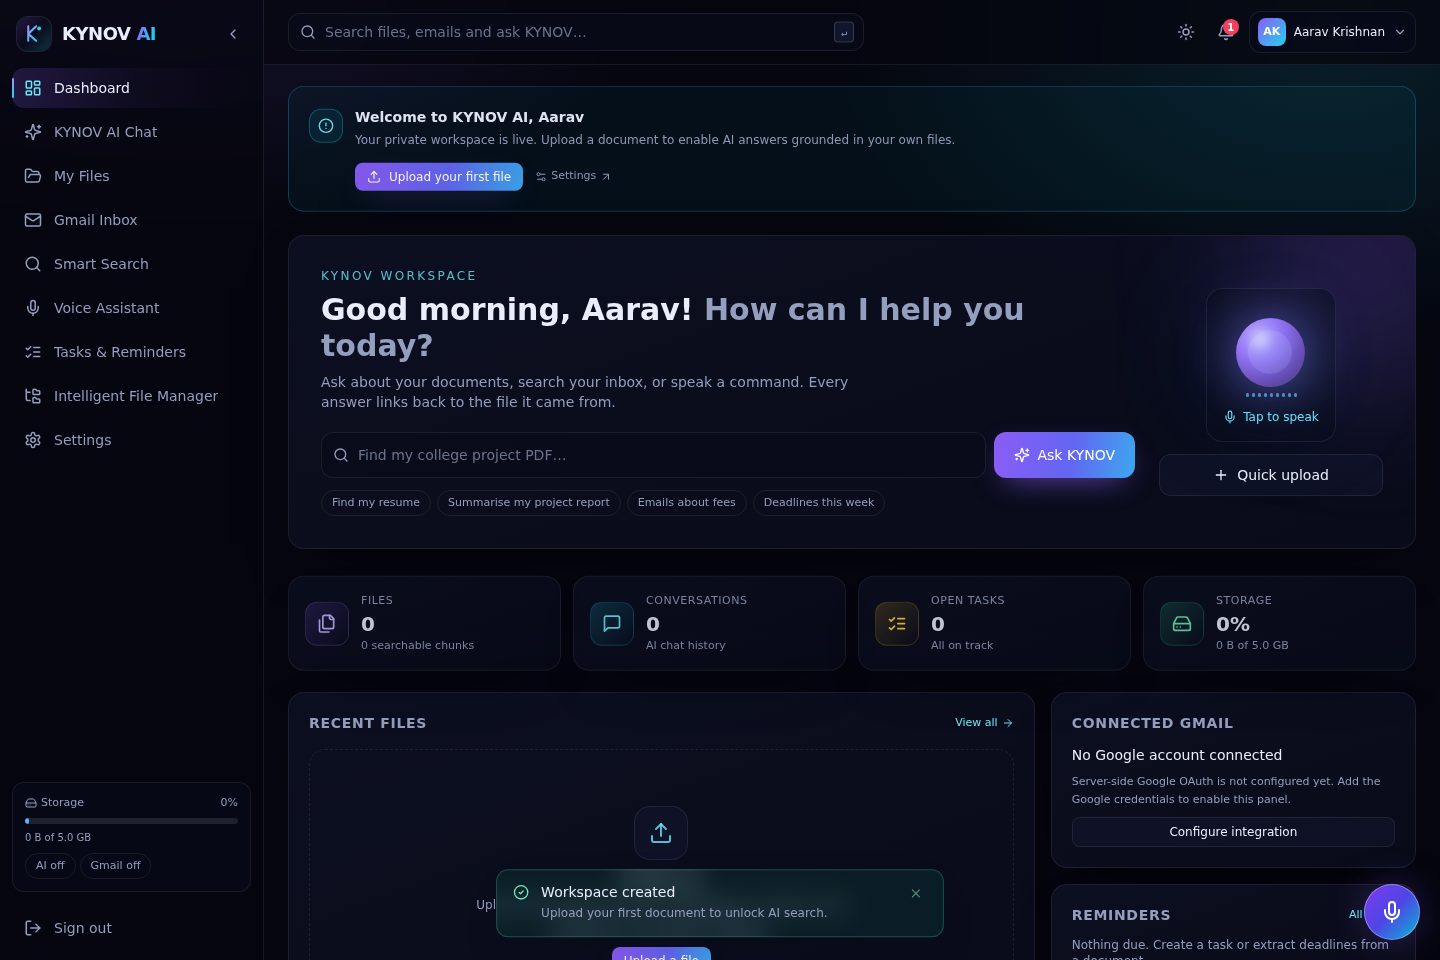 KYNOV AI
Dashboard
KYNOV AI Chat
My Files
Gmail Inbox
Smart Search
Voice Assistant
Tasks & Reminders
Intelligent File Manager
Settings
Storage
0%
0 B of 5.0 GB
AI off
Gmail off
Sign out
Search files, emails and ask KYNOV...
1
AK
Aarav Krishnan
Welcome to KYNOV AI, Aarav
Your private workspace is live. Upload a document to enable AI answers grounded in your own files.
Upload your first file
Settings
KYNOV WORKSPACE
Good morning, Aarav! How can I help you
today?
Ask about your documents, search your inbox, or speak a command. Every
answer links back to the file it came from.
Find my college project PDF...
Ask KYNOV
Find my resume
Summarise my project report
Emails about fees
Deadlines this week
Tap to speak
Quick upload
FILES
0
0 searchable chunks
CONVERSATIONS
0
AI chat history
OPEN TASKS
0
All on track
STORAGE
0%
0 B of 5.0 GB
RECENT FILES
View all
Upl
Workspace created
Upload your first document to unlock AI search.
Upload a file
CONNECTED GMAIL
No Google account connected
Server-side Google OAuth is not configured yet. Add the
Google credentials to enable this panel.
Configure integration
REMINDERS
All
Nothing due. Create a task or extract deadlines from
a document.